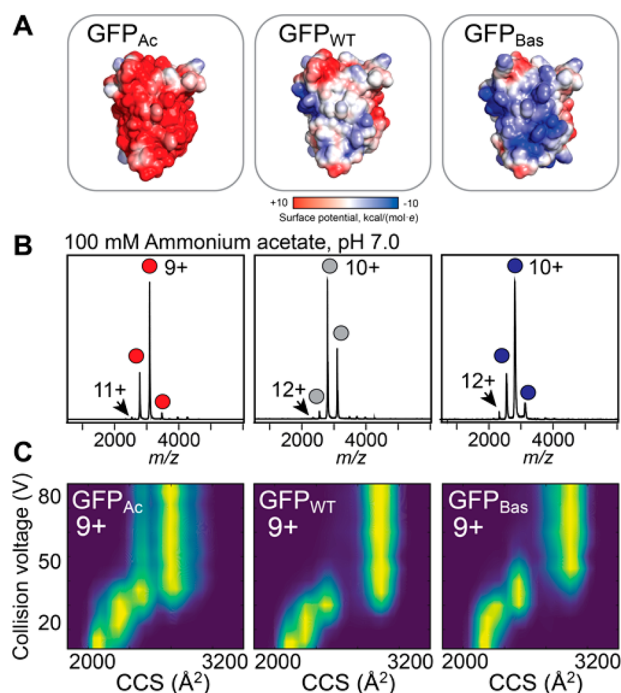 A
GFPAc
GFPWT
GFPBas
+10
-10
Surface potential, kcal/(mol·e)
B
100 mM Ammonium acetate, pH 7.0
9+
11+
10+
12+
10+
12+
2000 4000
m/z
2000 4000
m/z
2000 4000
m/z
C
Collision voltage (V)
80
50
20
GFPAc
9+
GFPWT
9+
GFPBas
9+
2000 3200
CCS (Å²)
2000 3200
CCS (Å²)
2000 3200
CCS (Å²)